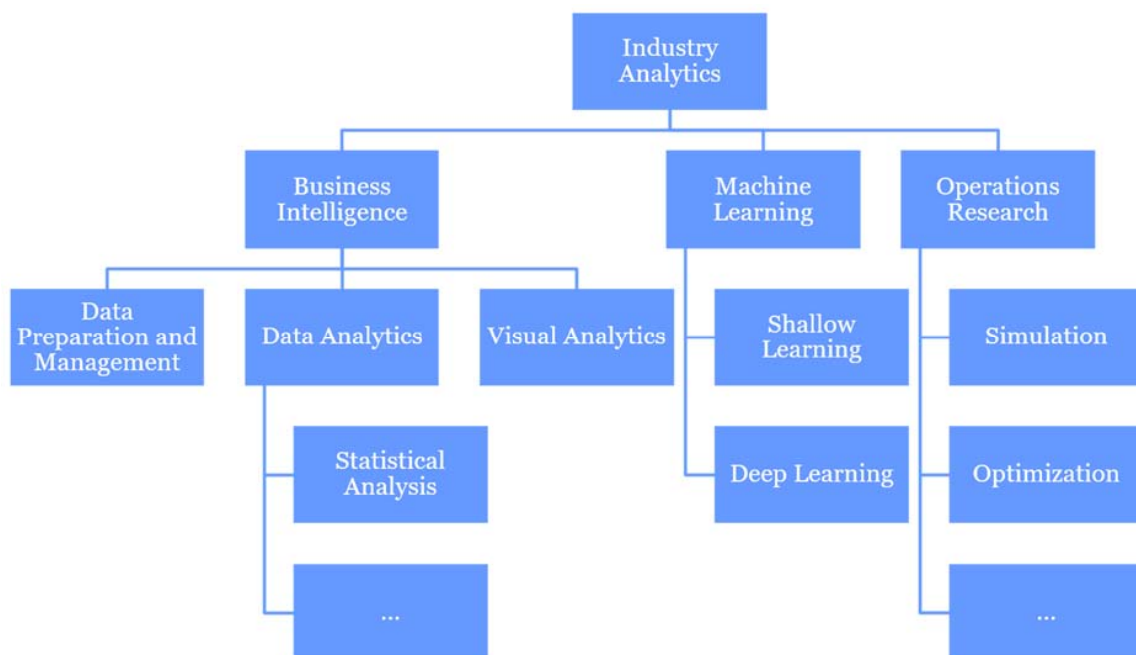 Industry
Analytics
Business
Intelligence
Machine
Learning
Operations
Research
Data
Preparation and
Management
Data Analytics
Visual Analytics
Shallow
Learning
Simulation
Statistical
Analysis
Deep Learning
Optimization
...
...